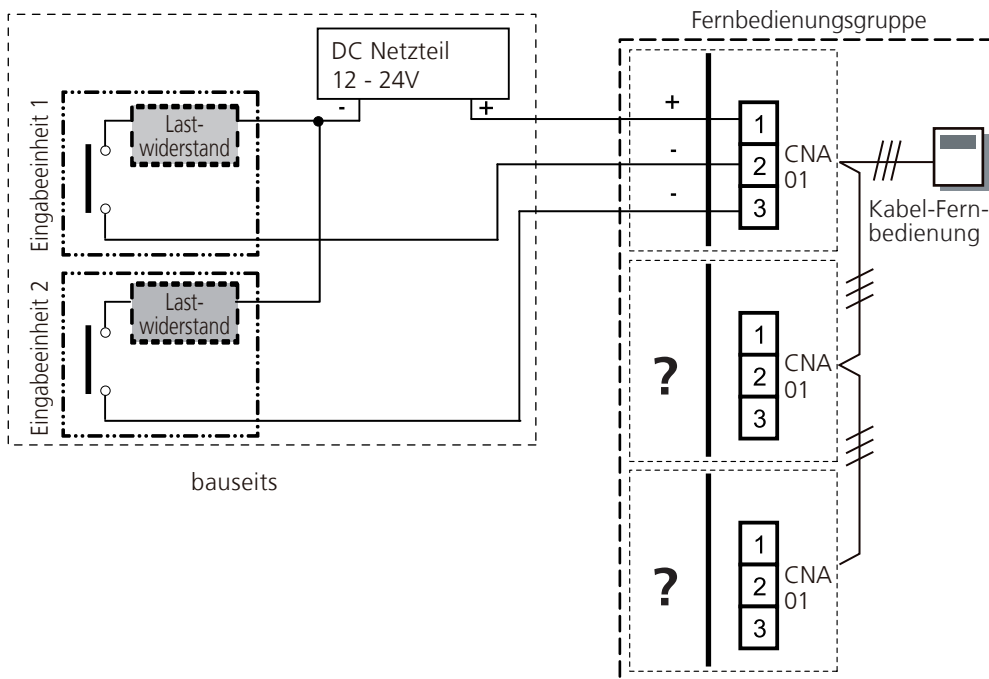 Fernbedienungsgruppe
DC Netzteil
12 - 24V
-
+
Eingabeeinheit 1
Last-
widerstand
+
-
-
1
2
3
CNA
01
Kabel-Fern-
bedienung
Eingabeeinheit 2
Last-
widerstand
?
1
2
3
CNA
01
bauseits
?
1
2
3
CNA
01